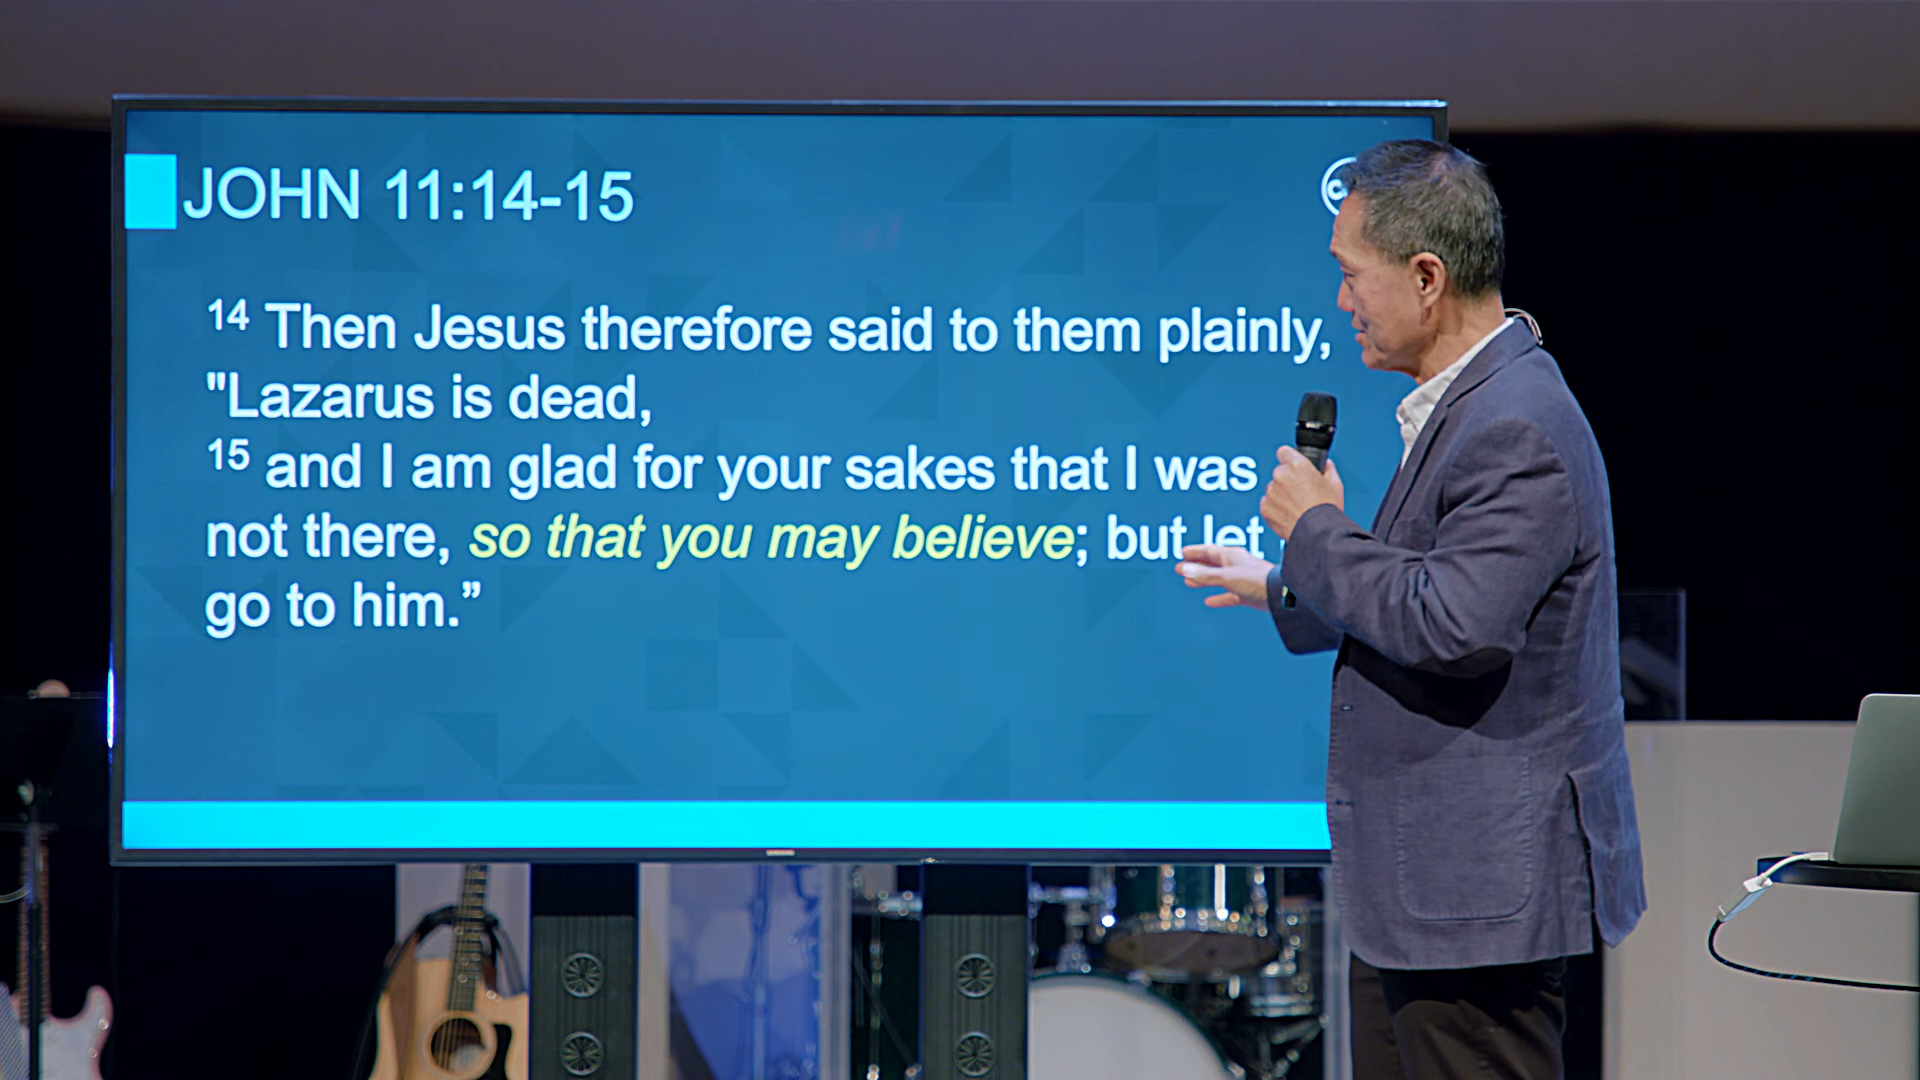 JOHN 11:14-15
14 Then Jesus therefore said to them plainly,
"Lazarus is dead,
15 and I am glad for your sakes that I was
not there, so that you may believe; but let
go to him.”